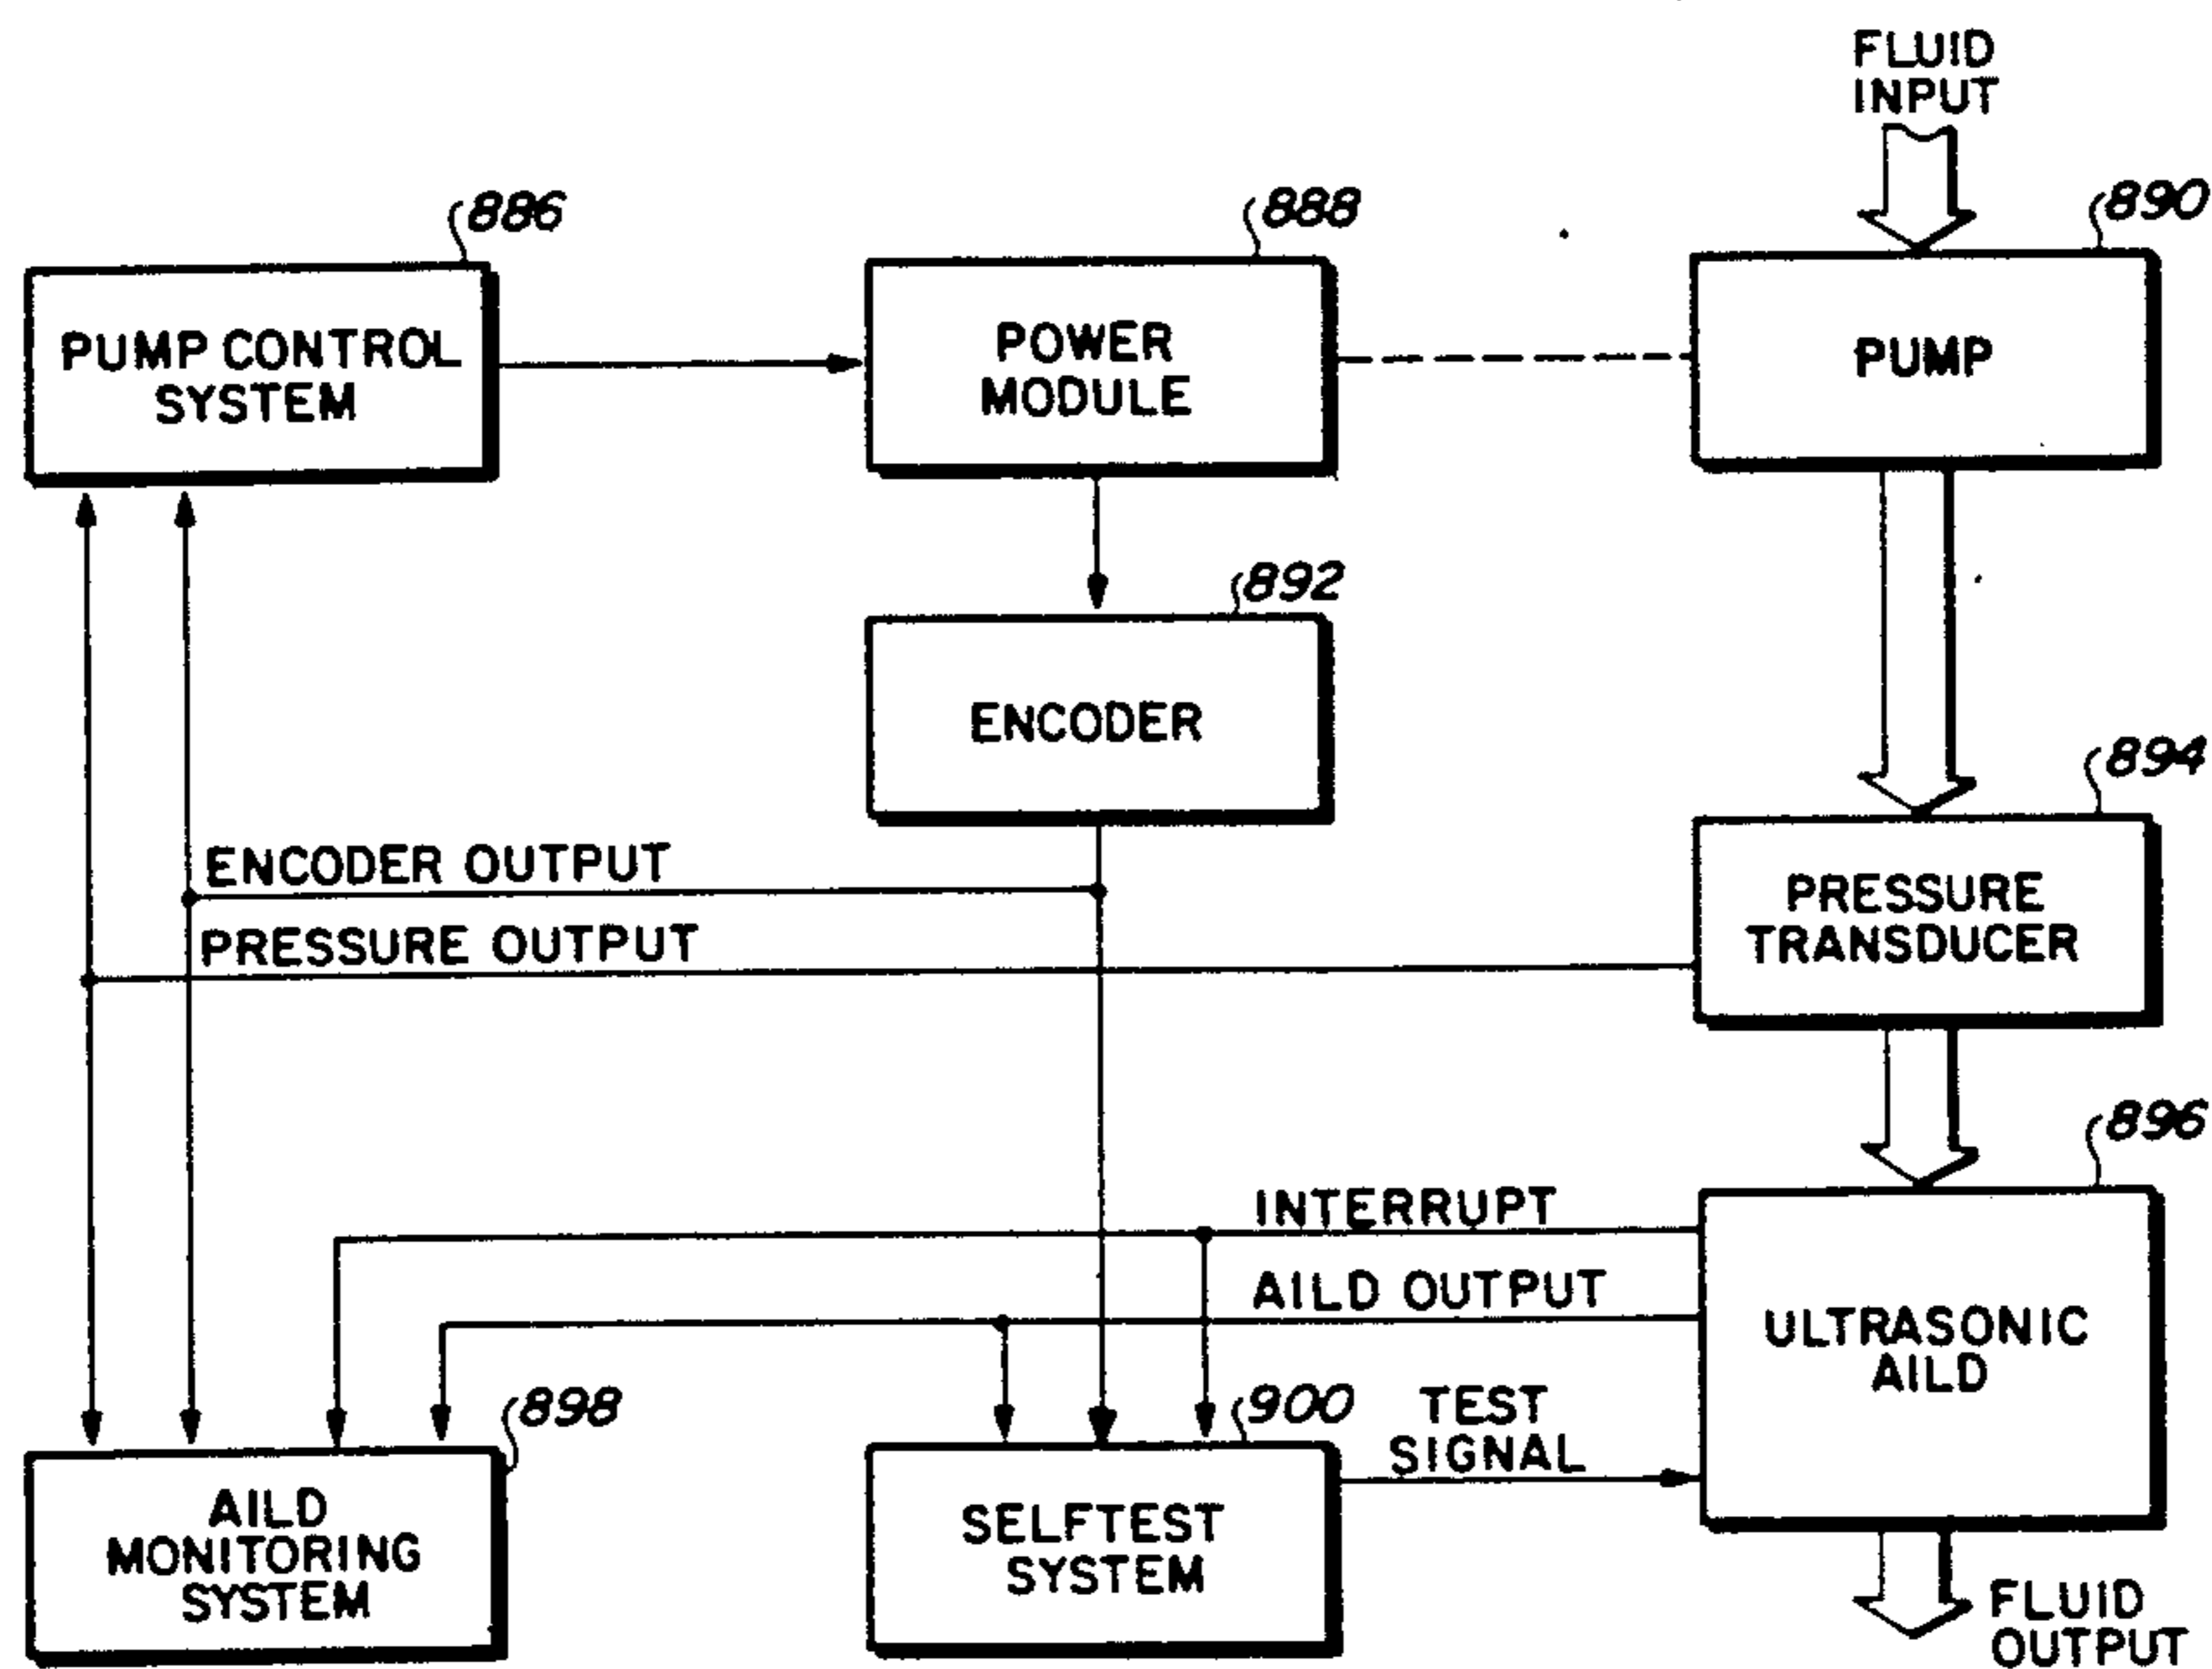 FLUID
INPUT
886
888
890
PUMP CONTROL
SYSTEM
POWER
MODULE
PUMP
892
ENCODER
894
ENCODER OUTPUT
PRESSURE OUTPUT
PRESSURE
TRANSDUCER
896
INTERRUPT
AILD OUTPUT
ULTRASONIC
AILD
898
900
TEST
SIGNAL
AILD
MONITORING
SYSTEM
SELFTEST
SYSTEM
FLUID
OUTPUT